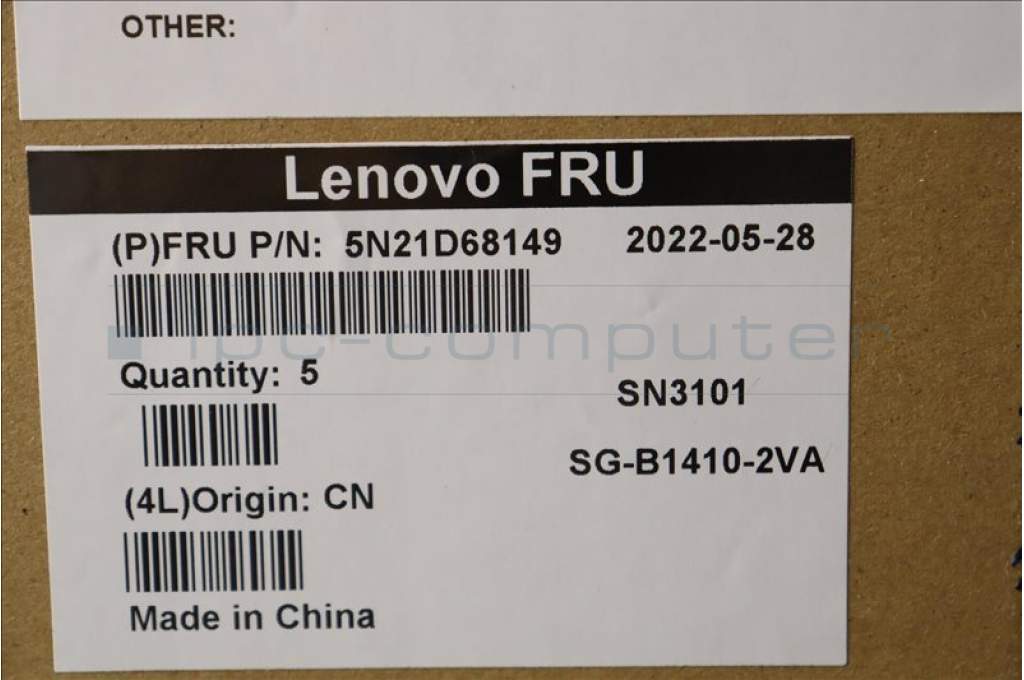 OTHER:
Lenovo FRU
(P)FRU P/N: 5N21D68149 2022-05-28
ipc-computer
Quantity: 5
SN3101
SG-B1410-2VA
(4L)Origin: CN
Made in China